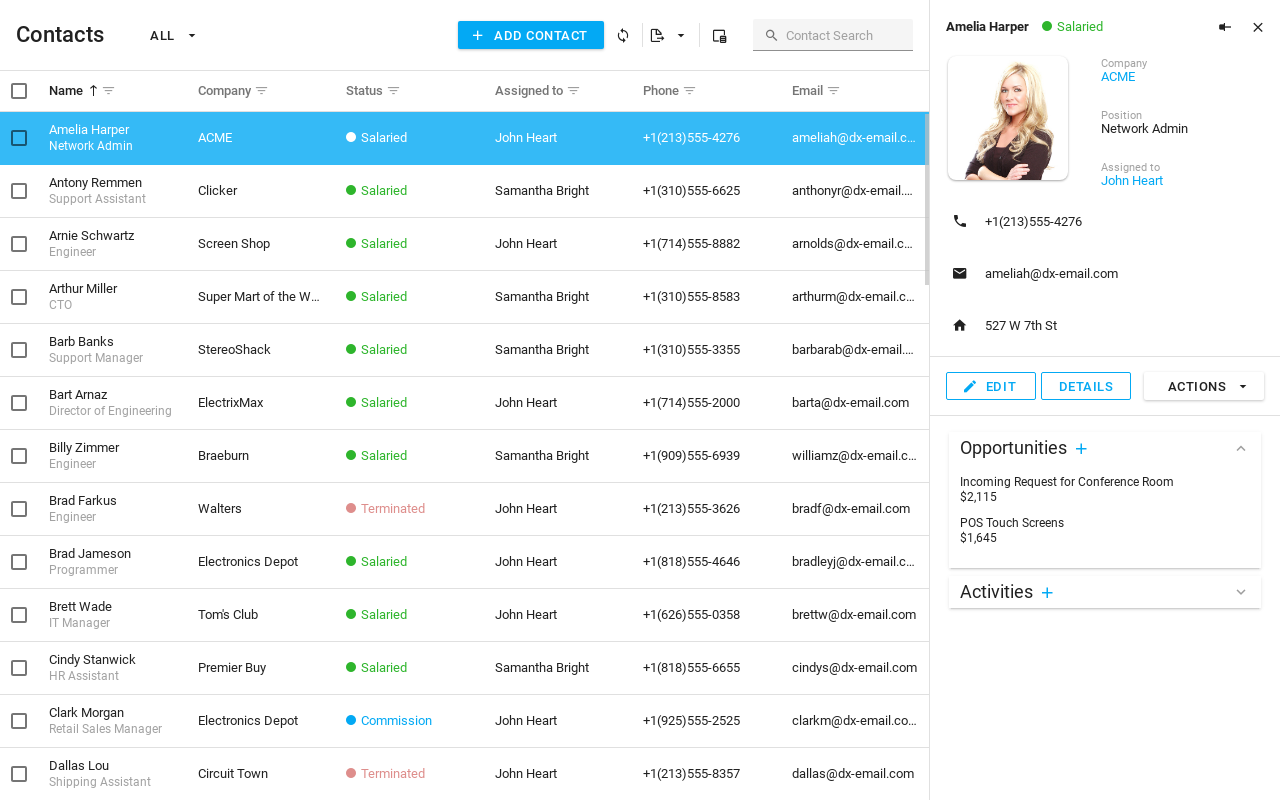 Contacts
ALL
ADD CONTACT
Contact Search
Name Company Status Assigned to Phone Email
Amelia Harper
Network Admin
ACME Salaried John Heart +1(213)555-4276 ameliah@dx-email.c...
Antony Remmen
Support Assistant
Clicker Salaried Samantha Bright +1(310)555-6625 anthonyr@dx-email....
Arnie Schwartz
Engineer
Screen Shop Salaried John Heart +1(714)555-8882 arnolds@dx-email.c...
Arthur Miller
CTO
Super Mart of the W... Salaried Samantha Bright +1(310)555-8583 arthurm@dx-email.c...
Barb Banks
Support Manager
StereoShack Salaried Samantha Bright +1(310)555-3355 barbarab@dx-email....
Bart Arnaz
Director of Engineering
ElectrixMax Salaried John Heart +1(714)555-2000 barta@dx-email.com
Billy Zimmer
Engineer
Braeburn Salaried Samantha Bright +1(909)555-6939 williamz@dx-email.c...
Brad Farkus
Engineer
Walters Terminated John Heart +1(213)555-3626 bradf@dx-email.com
Brad Jameson
Programmer
Electronics Depot Salaried John Heart +1(818)555-4646 bradleyj@dx-email.c...
Brett Wade
IT Manager
Tom's Club Salaried John Heart +1(626)555-0358 brettw@dx-email.com
Cindy Stanwick
HR Assistant
Premier Buy Salaried Samantha Bright +1(818)555-6655 cindys@dx-email.com
Clark Morgan
Retail Sales Manager
Electronics Depot Commission John Heart +1(925)555-2525 clarkm@dx-email.co...
Dallas Lou
Shipping Assistant
Circuit Town Terminated John Heart +1(213)555-8357 dallas@dx-email.com
Amelia Harper Salaried
Company
ACME
Position
Network Admin
Assigned to
John Heart
+1(213)555-4276
ameliah@dx-email.com
527 W 7th St
EDIT DETAILS ACTIONS
Opportunities
Incoming Request for Conference Room
$2,115
POS Touch Screens
$1,645
Activities